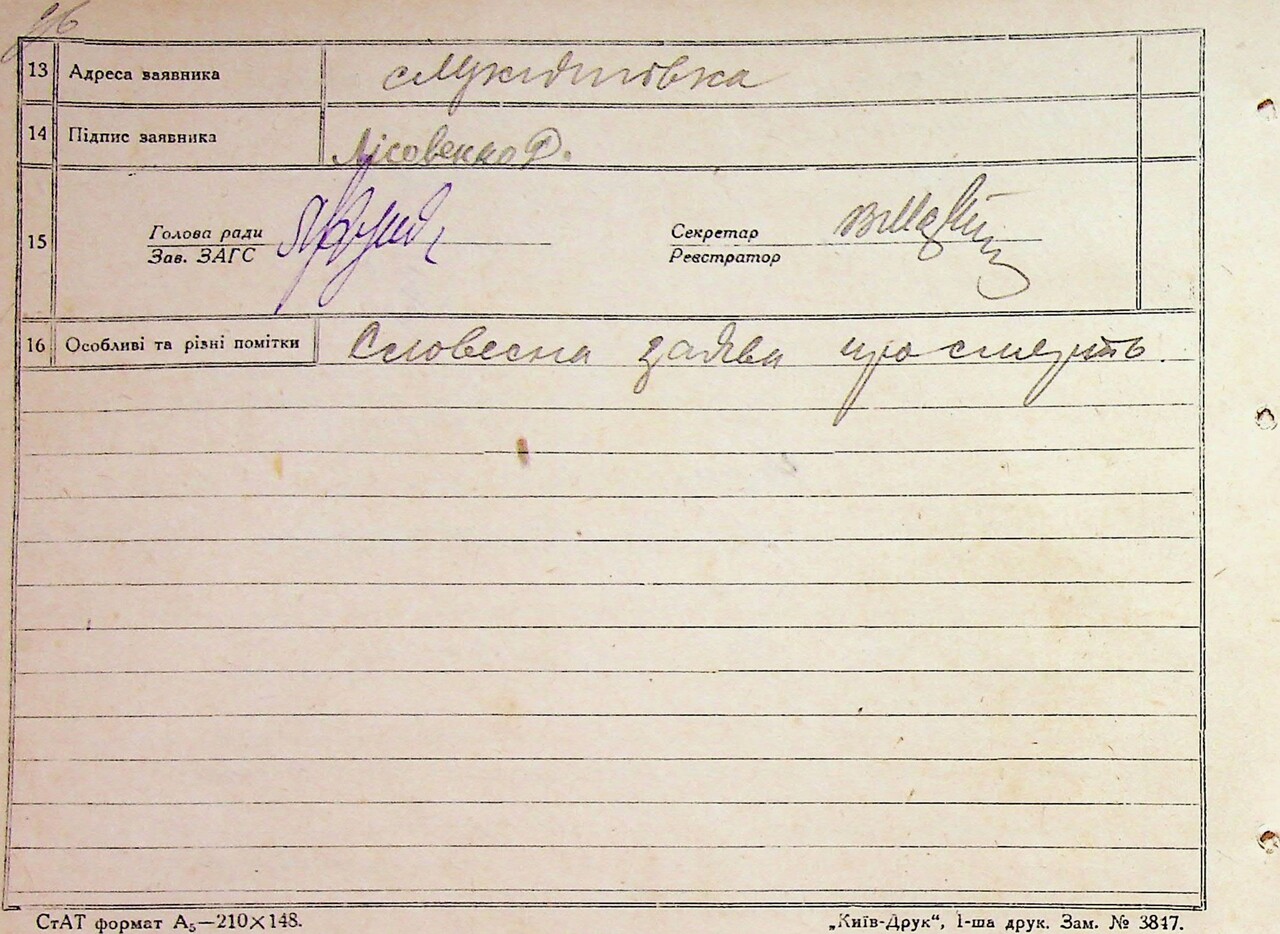 96
13 Адреса заявника
14 Підпис заявника Лісовенко Р.
15 Голова ради Секретар
Зав. ЗАГС Реєстратор
16 Особливі та різні помітки Словесна заява про смерть.
СтАТ формат А₅—210×148. „Київ-Друк“, 1-ша друк. Зам. № 3847.